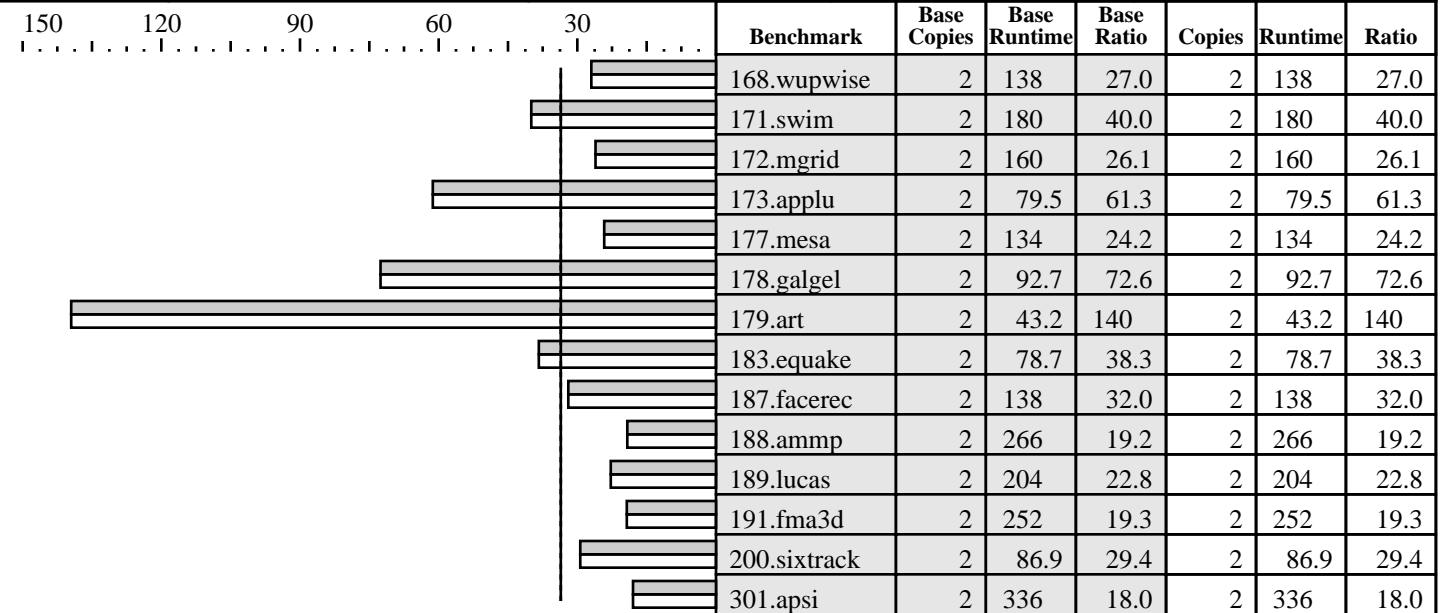 150 120 90 60 30
Benchmark Base Copies Base Runtime Base Ratio Copies Runtime Ratio
168.wupwise 2 138 27.0 2 138 27.0
171.swim 2 180 40.0 2 180 40.0
172.mgrid 2 160 26.1 2 160 26.1
173.applu 2 79.5 61.3 2 79.5 61.3
177.mesa 2 134 24.2 2 134 24.2
178.galgel 2 92.7 72.6 2 92.7 72.6
179.art 2 43.2 140 2 43.2 140
183.equake 2 78.7 38.3 2 78.7 38.3
187.facerec 2 138 32.0 2 138 32.0
188.ammp 2 266 19.2 2 266 19.2
189.lucas 2 204 22.8 2 204 22.8
191.fma3d 2 252 19.3 2 252 19.3
200.sixtrack 2 86.9 29.4 2 86.9 29.4
301.apsi 2 336 18.0 2 336 18.0